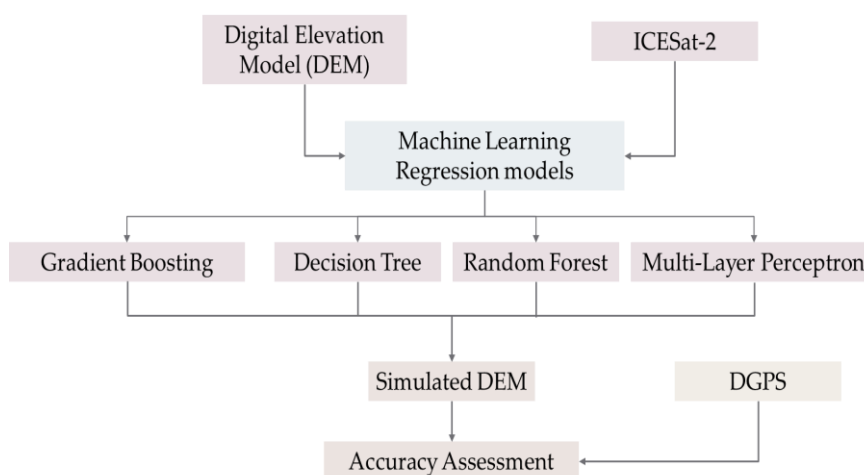 Digital Elevation
Model (DEM)
ICESat-2
Machine Learning
Regression models
Gradient Boosting
Decision Tree
Random Forest
Multi-Layer Perceptron
Simulated DEM
DGPS
Accuracy Assessment